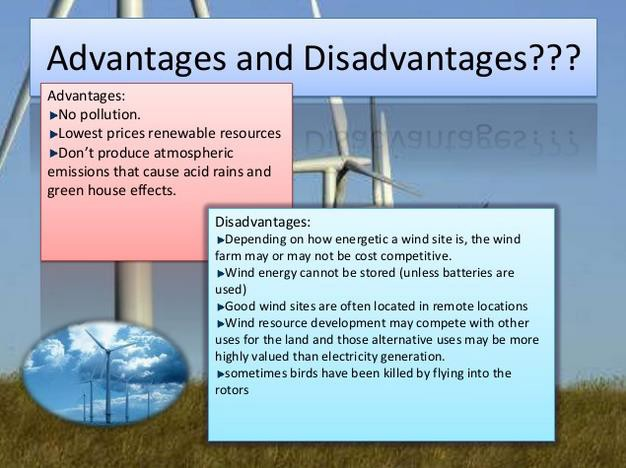 Advantages and Disadvantages???
Advantages:
▶No pollution.
▶Lowest prices renewable resources
▶Don’t produce atmospheric
emissions that cause acid rains and
green house effects.
Disadvantages:
▶Depending on how energetic a wind site is, the wind
farm may or may not be cost competitive.
▶Wind energy cannot be stored (unless batteries are
used)
▶Good wind sites are often located in remote locations
▶Wind resource development may compete with other
uses for the land and those alternative uses may be more
highly valued than electricity generation.
▶sometimes birds have been killed by flying into the
rotors